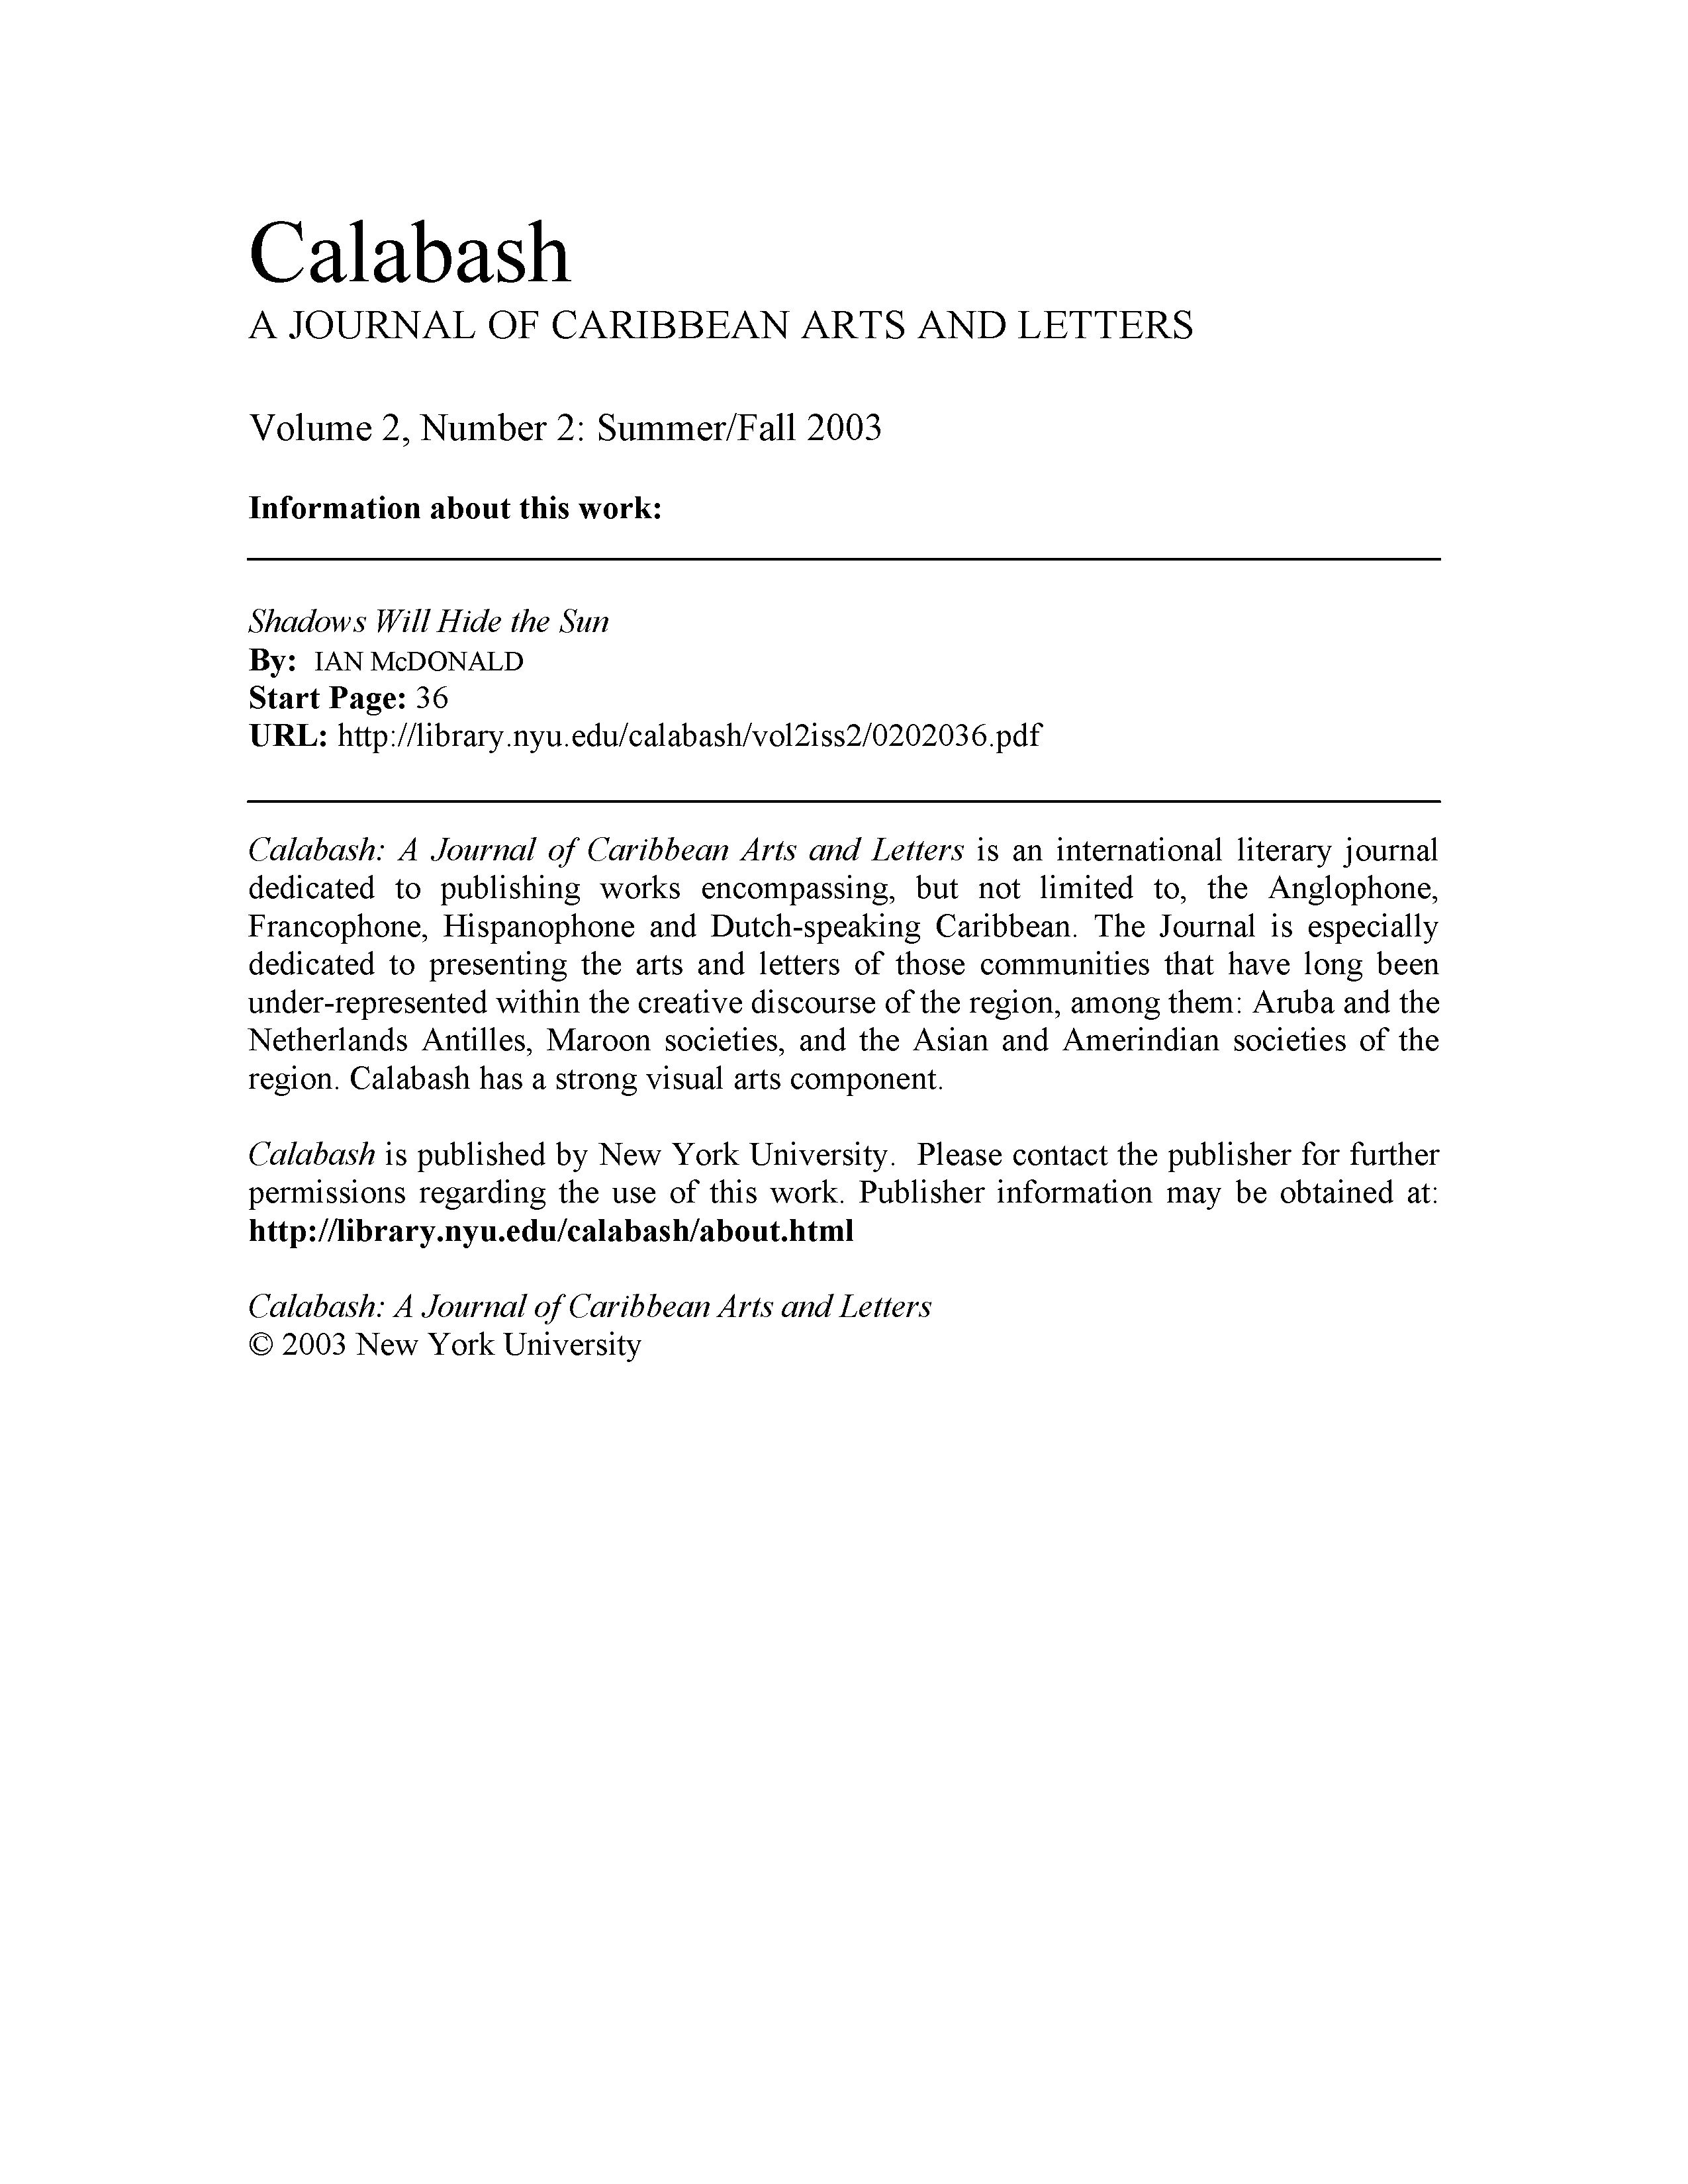 Calabash
A JOURNAL OF CARIBBEAN ARTS AND LETTERS
Volume 2, Number 2: Summer/Fall 2003
Information about this work:
Shadows Will Hide the Sun
By: IAN McDONALD
Start Page: 36
URL: http://library.nyu.edu/calabash/vol2iss2/0202036.pdf
Calabash: A Journal of Caribbean Arts and Letters is an international literary journal
dedicated to publishing works encompassing, but not limited to, the Anglophone,
Francophone, Hispanophone and Dutch-speaking Caribbean. The Journal is especially
dedicated to presenting the arts and letters of those communities that have long been
under-represented within the creative discourse of the region, among them: Aruba and the
Netherlands Antilles, Maroon societies, and the Asian and Amerindian societies of the
region. Calabash has a strong visual arts component.
Calabash is published by New York University. Please contact the publisher for further
permissions regarding the use of this work. Publisher information may be obtained at:
http://library.nyu.edu/calabash/about.html
Calabash: A Journal of Caribbean Arts and Letters
© 2003 New York University